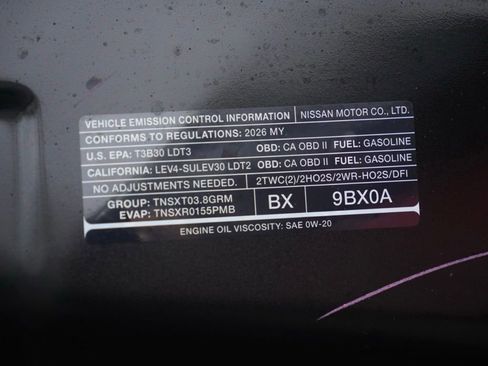 VEHICLE EMISSION CONTROL INFORMATION NISSAN MOTOR CO., LTD.
CONFORMS TO REGULATIONS: 2026 MY
U.S. EPA: T3B30 LDT3 OBD: CA OBD II FUEL: GASOLINE
CALIFORNIA: LEV4-SULEV30 LDT2 OBD: CA OBD II FUEL: GASOLINE
NO ADJUSTMENTS NEEDED. 2TWC(2)/2HO2S/2WR-HO2S/DFI
GROUP: TNSXT03.8GRM
EVAP: TNSXR0155PMB BX 9BX0A
ENGINE OIL VISCOSITY: SAE 0W-20